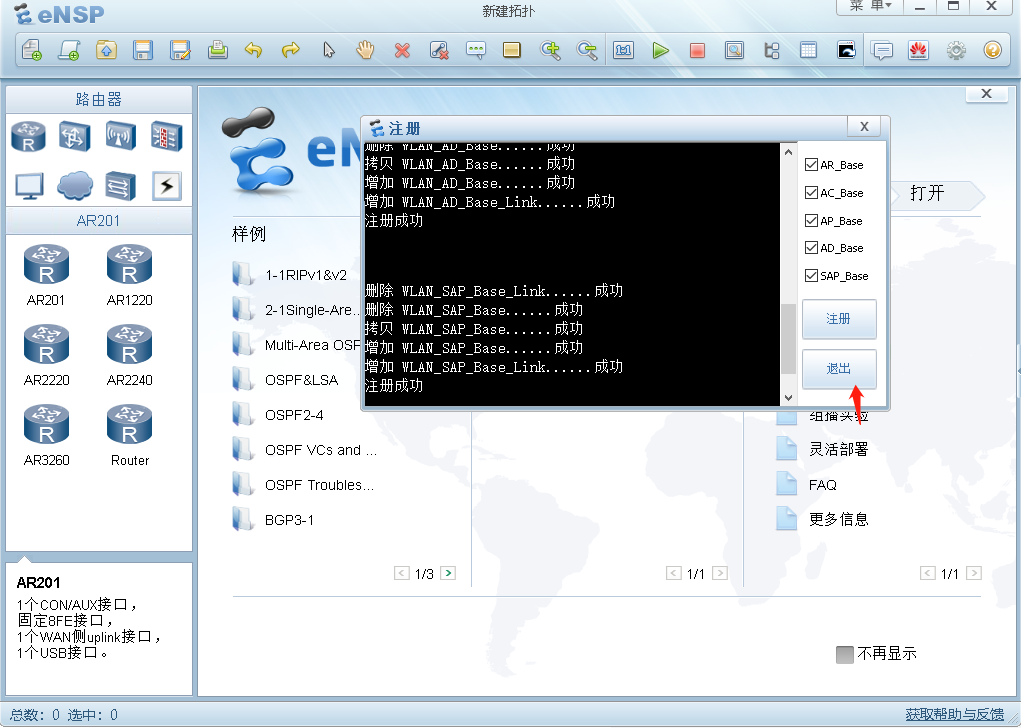 eNSP
新建拓扑
菜 单
路由器
AR201
AR201
AR1220
AR2220
AR2240
AR3260
Router
AR201
1个CON/AUX接口，
固定8FE接口，
1个WAN侧uplink接口，
1个USB接口。
eN
样例
1-1RIPv1&v2
2-1Single-Are...
Multi-Area OSP
OSPF&LSA
OSPF2-4
OSPF VCs and ...
OSPF Troubles...
BGP3-1
1/3
1/1
打开
组播实验
灵活部署
FAQ
更多信息
1/1
不再显示
注册
删除 WLAN_AD_Base......成功
拷贝 WLAN_AD_Base......成功
增加 WLAN_AD_Base......成功
增加 WLAN_AD_Base_Link......成功
注册成功
删除 WLAN_SAP_Base_Link......成功
删除 WLAN_SAP_Base......成功
拷贝 WLAN_SAP_Base......成功
增加 WLAN_SAP_Base......成功
增加 WLAN_SAP_Base_Link......成功
注册成功
AR_Base
AC_Base
AP_Base
AD_Base
SAP_Base
注册
退出
总数: 0 选中: 0
获取帮助与反馈